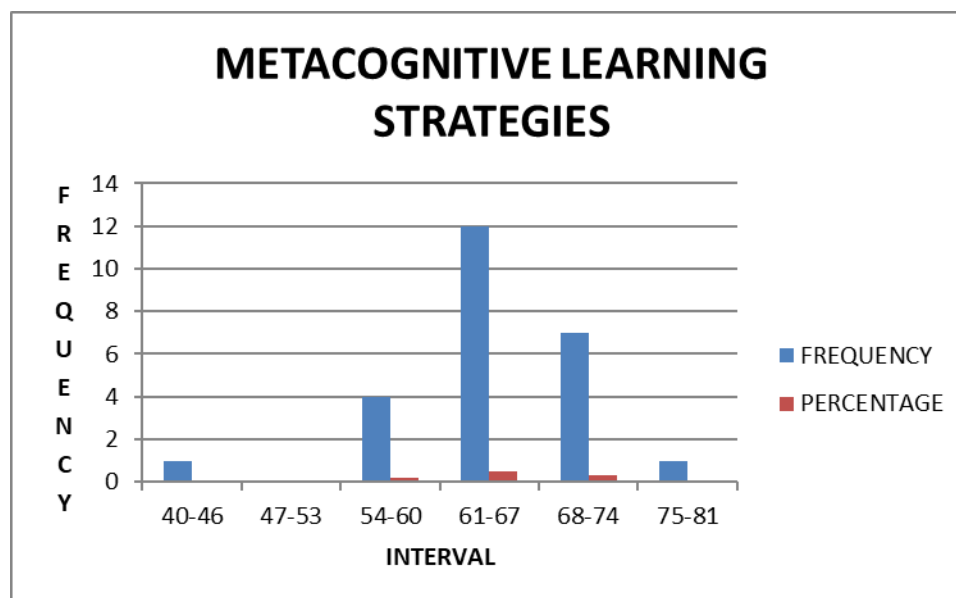 METACOGNITIVE LEARNING
STRATEGIES
FREQUENCY
14
12
10
8
6
4
2
0
40-46 47-53 54-60 61-67 68-74 75-81
INTERVAL
FREQUENCY
PERCENTAGE